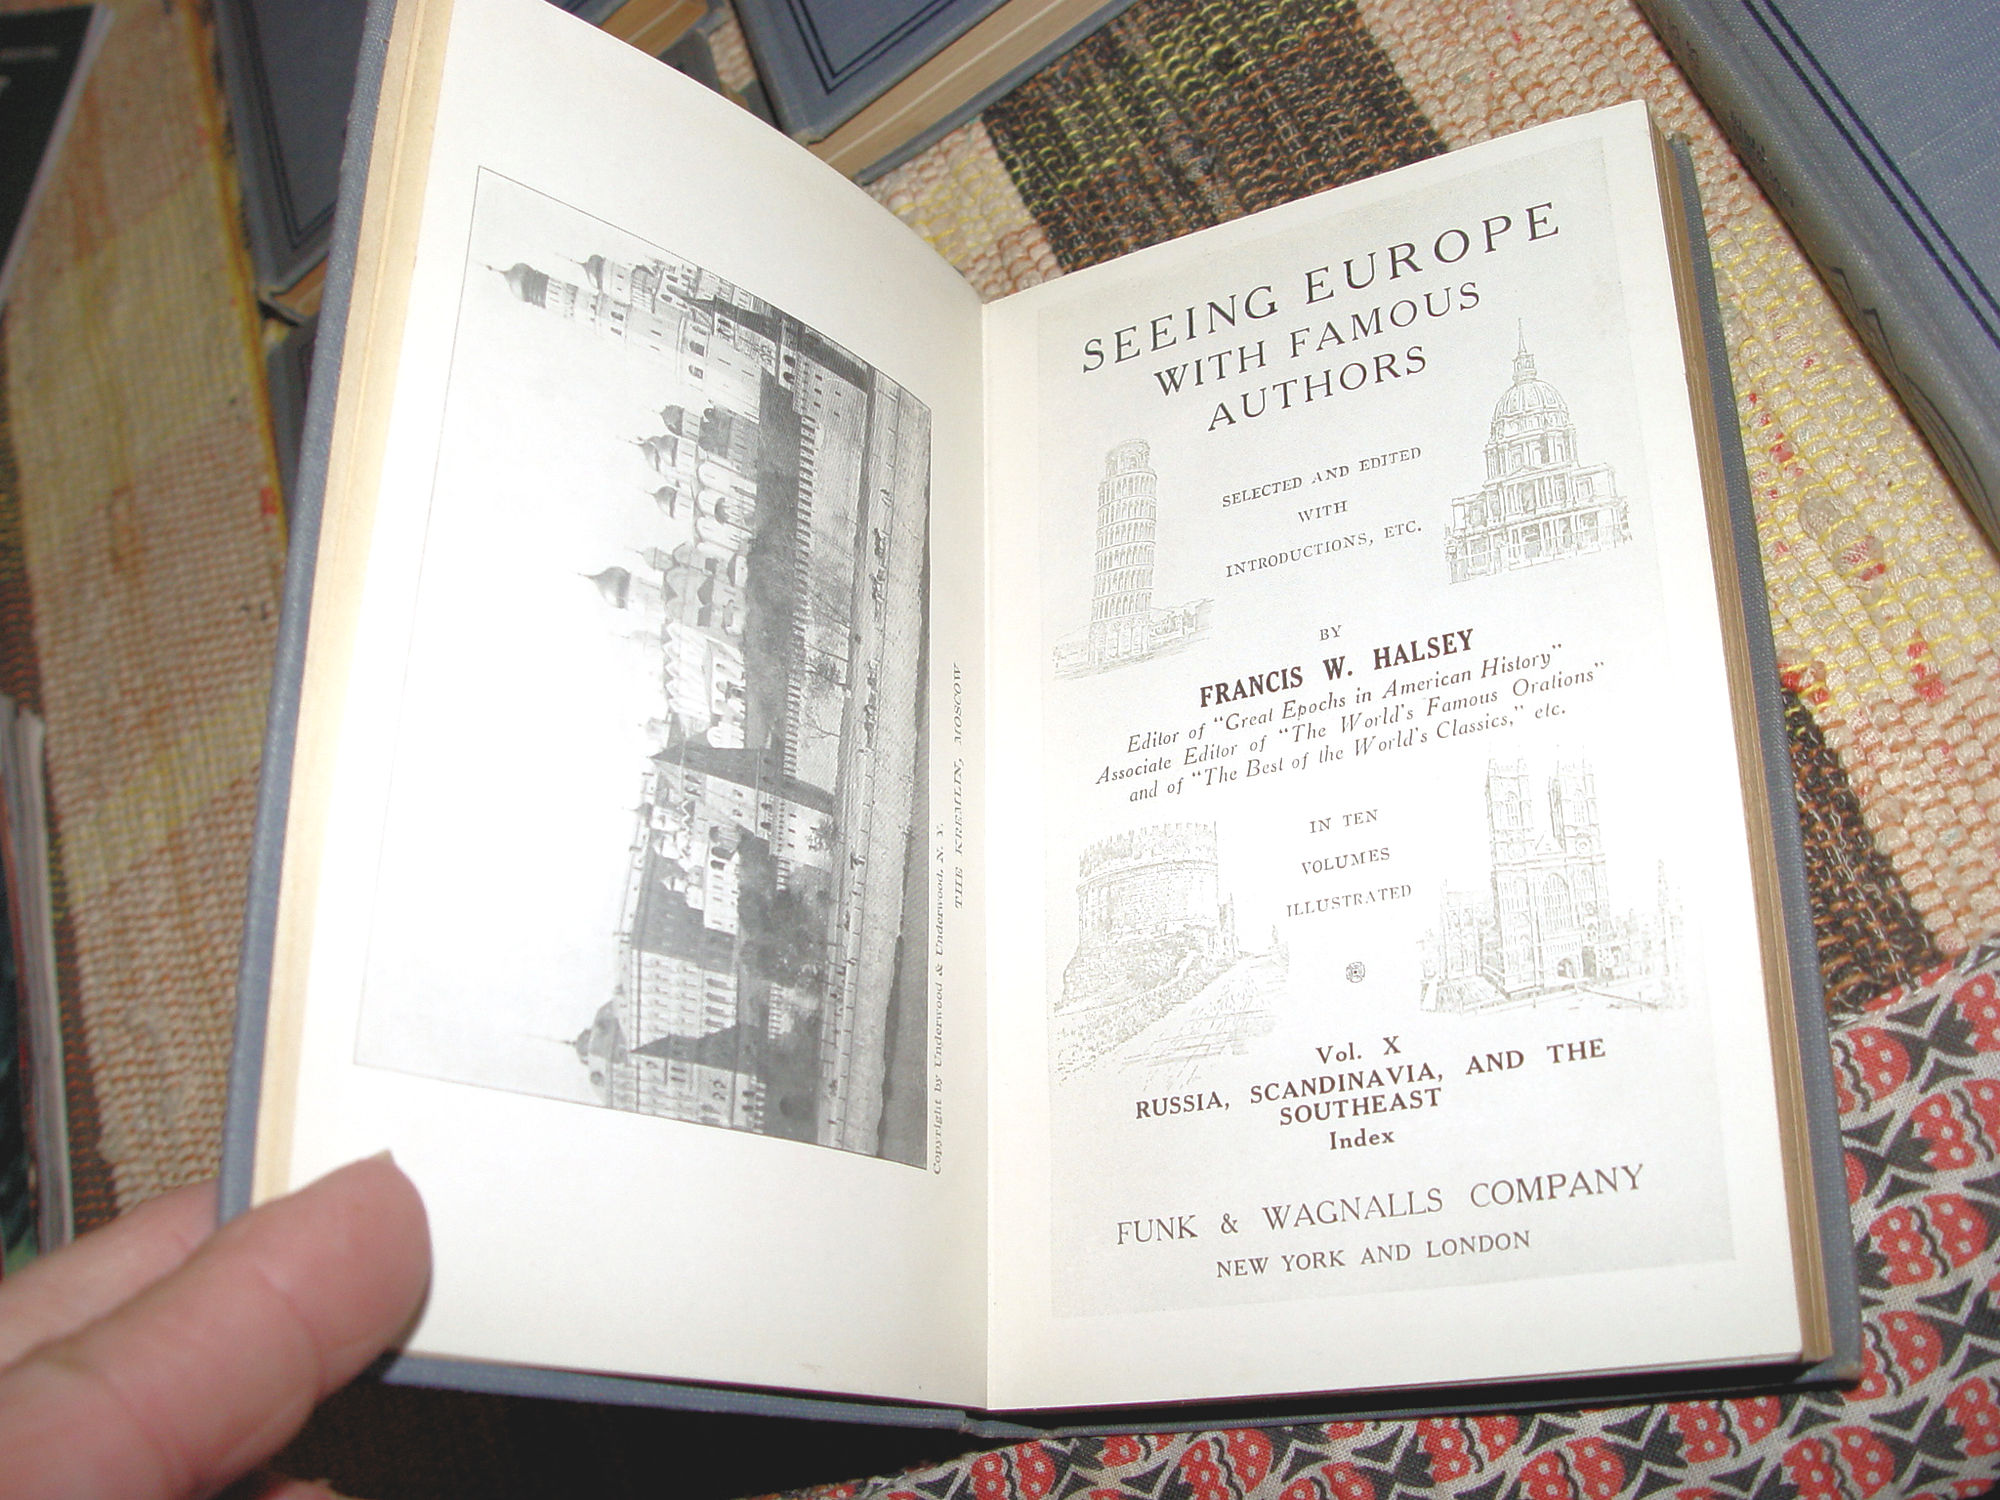 Copyright by Underwood & Underwood, N. Y.
THE KREMLIN, MOSCOW
SEEING EUROPE
WITH FAMOUS
AUTHORS
SELECTED AND EDITED
WITH
INTRODUCTIONS, ETC.
BY
FRANCIS W. HALSEY
Editor of "Great Epochs in American History"
Associate Editor of "The World's Famous Orations"
and of "The Best of the World's Classics," etc.
IN TEN
VOLUMES
ILLUSTRATED
Vol. X
RUSSIA, SCANDINAVIA, AND THE
SOUTHEAST
Index
FUNK & WAGNALLS COMPANY
NEW YORK AND LONDON